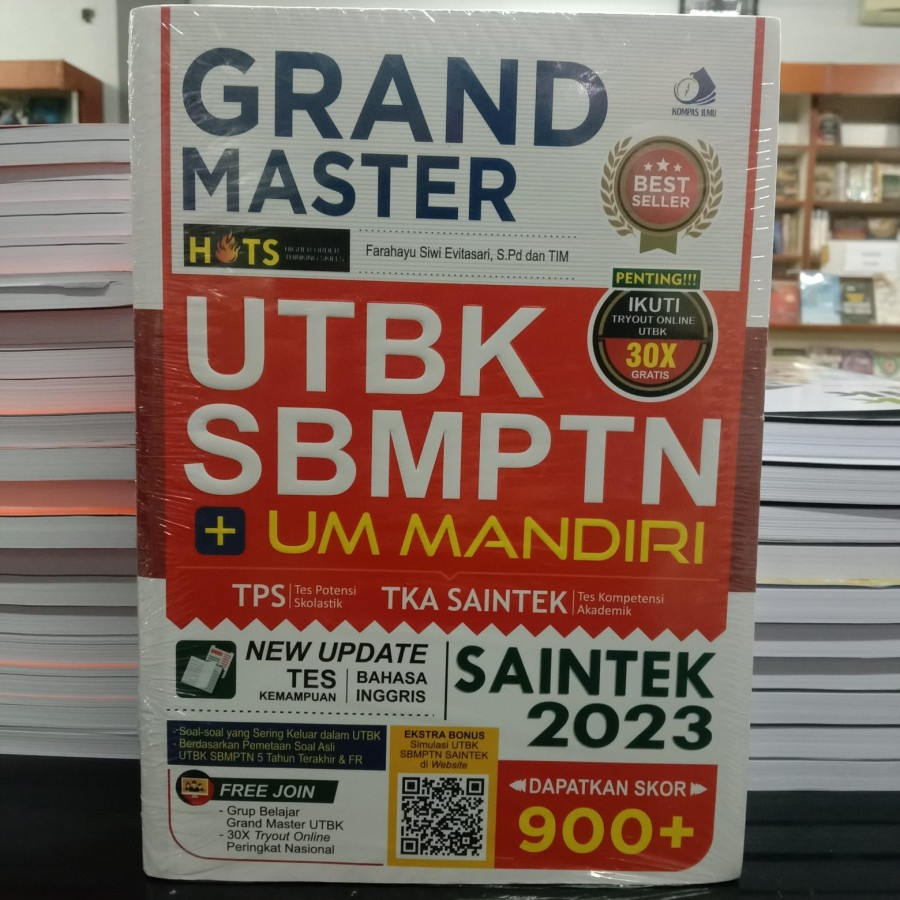 GRAND
MASTER
KOMPAS ILMU
BEST
SELLER
HOTS
HIGHER ORDER
THINKING SKILLS
Farahayu Siwi Evitasari, S.Pd dan TIM
PENTING!!!
IKUTI
TRYOUT ONLINE
UTBK
30X
GRATIS
UTBK
SBMPTN
+ UM MANDIRI
TPS Tes Potensi
Skolastik
TKA SAINTEK Tes Kompetensi
Akademik
NEW UPDATE
TES
KEMAMPUAN
BAHASA
INGGRIS
SAINTEK
2023
- Soal-soal yang Sering Keluar dalam UTBK
- Berdasarkan Pemetaan Soal Asli
UTBK SBMPTN 5 Tahun Terakhir & FR
FREE JOIN
- Grup Belajar
Grand Master UTBK
- 30X Tryout Online
Peringkat Nasional
EKSTRA BONUS
Simulasi UTBK
SBMPTN SAINTEK
di Website
DAPATKAN SKOR
900+